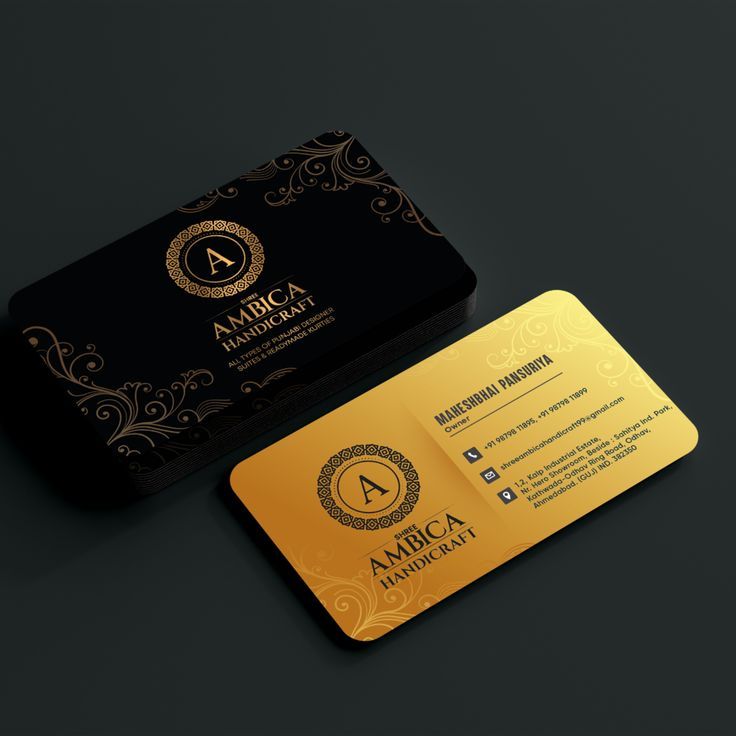 A
SHREE
AMBICA
HANDICRAFT
ALL TYPES OF PUNJABI DESIGNER
SUITES & READYMADE KURTIES
A
SHREE
AMBICA
HANDICRAFT
MAHESHBHAI PANSURIYA
Owner
+91 98798 11895, +91 98798 11899
shreeambicahandicraft99@gmail.com
1,2, Kalp Industrial Estate,
Nr. Hero Showroom, Beside : Sahitya Ind. Park,
Kathwada-Odhav Ring Road, Odhav,
Ahmedabad. (GUJ) IND. 382350